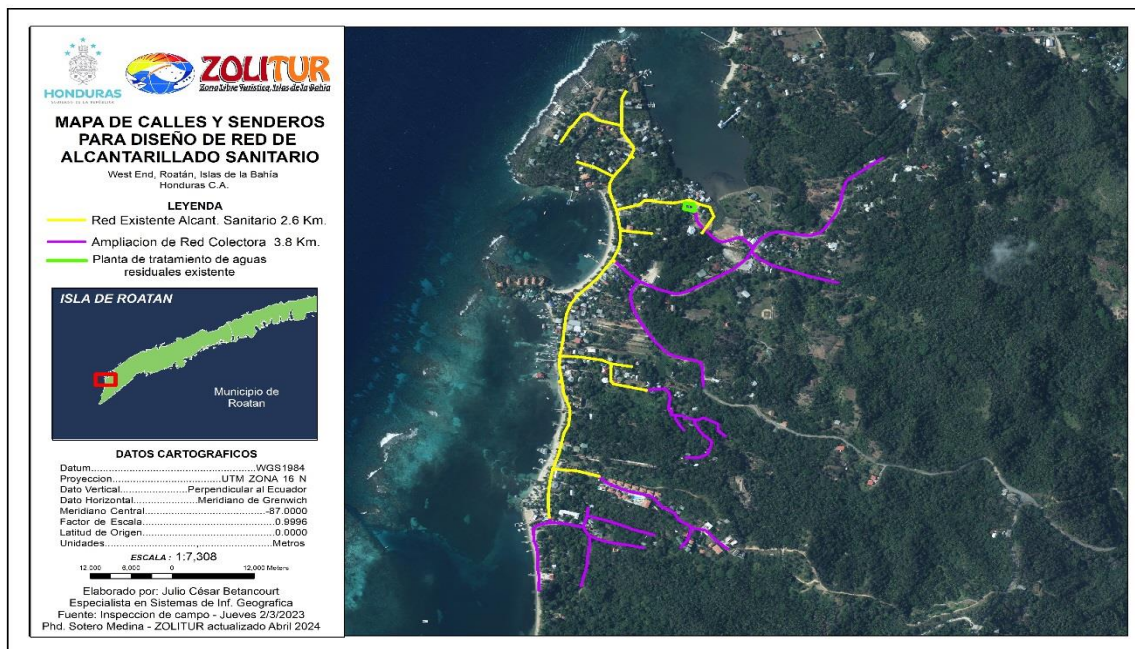 HONDURAS
ZOLITUR
Zona Libre Turística, Islas de la Bahía
MAPA DE CALLES Y SENDEROS
PARA DISEÑO DE RED DE
ALCANTARILLADO SANITARIO
West End, Roatán, Islas de la Bahía
Honduras C.A.
LEYENDA
Red Existente Alcant. Sanitario 2.6 Km.
Ampliacion de Red Colectora 3.8 Km.
Planta de tratamiento de aguas
residuales existente
ISLA DE ROATAN
Municipio de
Roatan
DATOS CARTOGRAFICOS
Datum..................................................WGS1984
Proyeccion..............................UTM ZONA 16 N
Dato Vertical....................Perpendicular al Ecuador
Dato Horizontal...................Meridiano de Grenwich
Meridiano Central...................................-87.0000
Factor de Escala.......................................0.9996
Latitud de Origen......................................0.0000
Unidades................................................Metros
ESCALA : 1:7,308
12,000 6,000 0 12,000 Meters
Elaborado por: Julio César Betancourt
Especialista en Sistemas de Inf. Geografica
Fuente: Inspeccion de campo - Jueves 2/3/2023
Phd. Sotero Medina - ZOLITUR actualizado Abril 2024